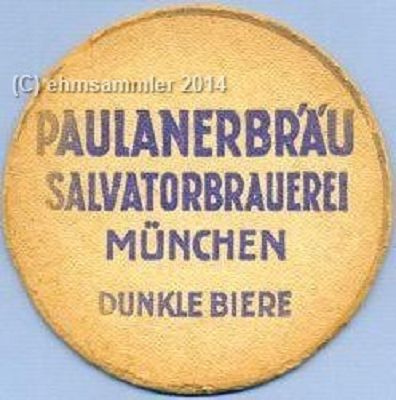 (C) ehmsammler 2014
PAULANERBRÄU
SALVATORBRAUEREI
MÜNCHEN
DUNKLE BIERE